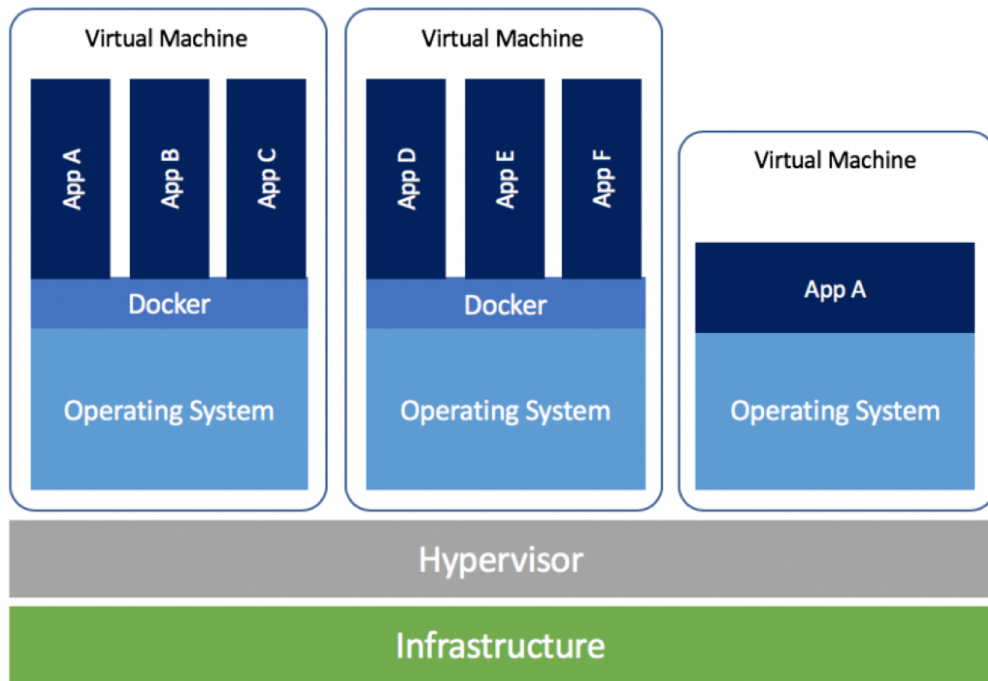 Virtual Machine
App A
App B
App C
Docker
Operating System
Virtual Machine
App D
App E
App F
Docker
Operating System
Virtual Machine
App A
Operating System
Hypervisor
Infrastructure